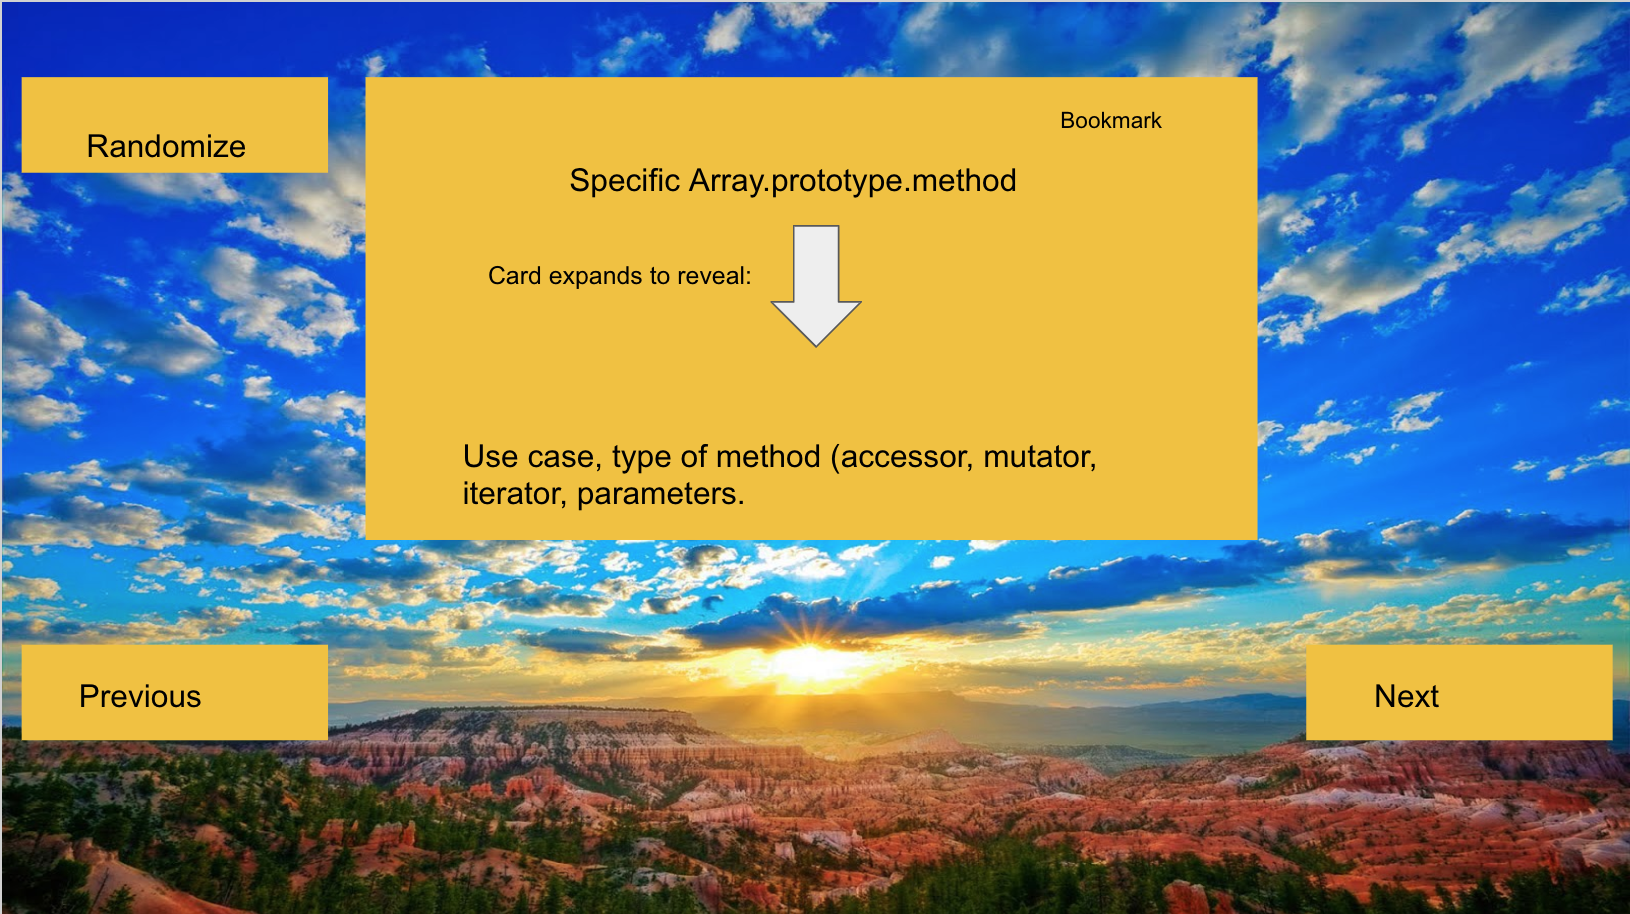 Randomize
Bookmark
Specific Array.prototype.method
Card expands to reveal:
Use case, type of method (accessor, mutator,
iterator, parameters.
Previous
Next